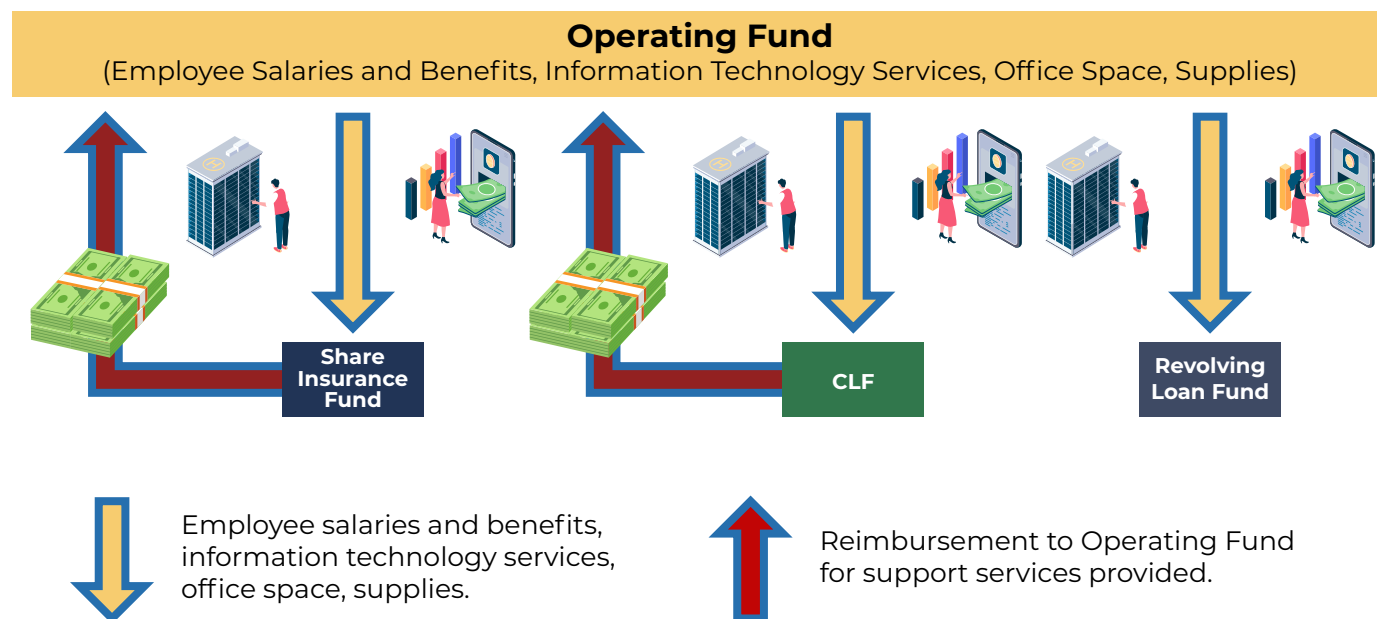 Operating Fund
(Employee Salaries and Benefits, Information Technology Services, Office Space, Supplies)
Share
Insurance
Fund
CLF
Revolving
Loan Fund
Employee salaries and benefits,
information technology services,
office space, supplies.
Reimbursement to Operating Fund
for support services provided.